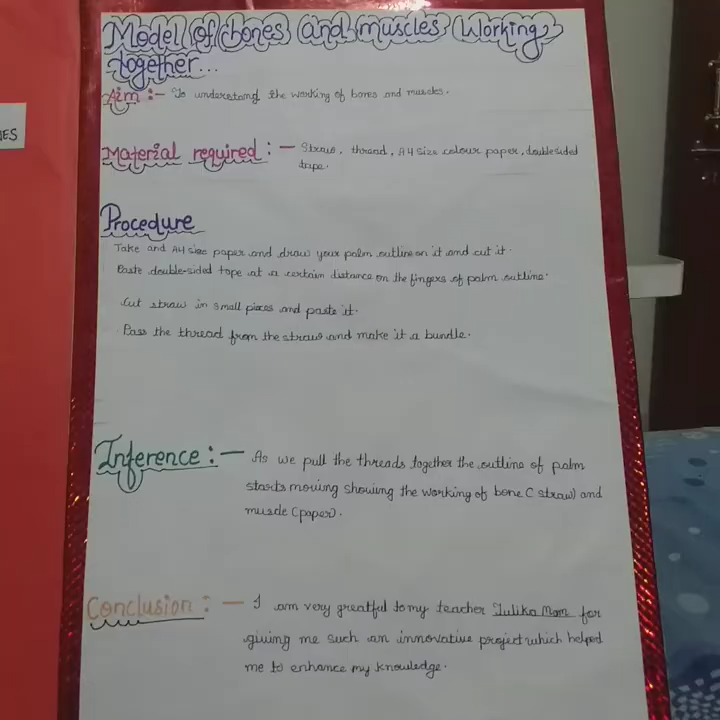 Model of bones and muscles Working
together...
Aim :- To understand the working of bones and muscles.
IES
Material required :- Straw, thread, A4 size colour paper, doublesided
tape.
Procedure
Take and A4 size paper and draw your palm outline on it and cut it.
Paste double-sided tape at a certain distance on the fingers of palm outline.
Cut straw in small pieces and paste it.
Pass the thread from the straw and make it a bundle.
Inference :- As we pull the threads together the outline of palm
starts moving showing the working of bone ( straw) and
muscle (paper).
Conclusion :- I am very greatful to my teacher Tulika Mam for
giving me such an innovative project which helped
me to enhance my knowledge.